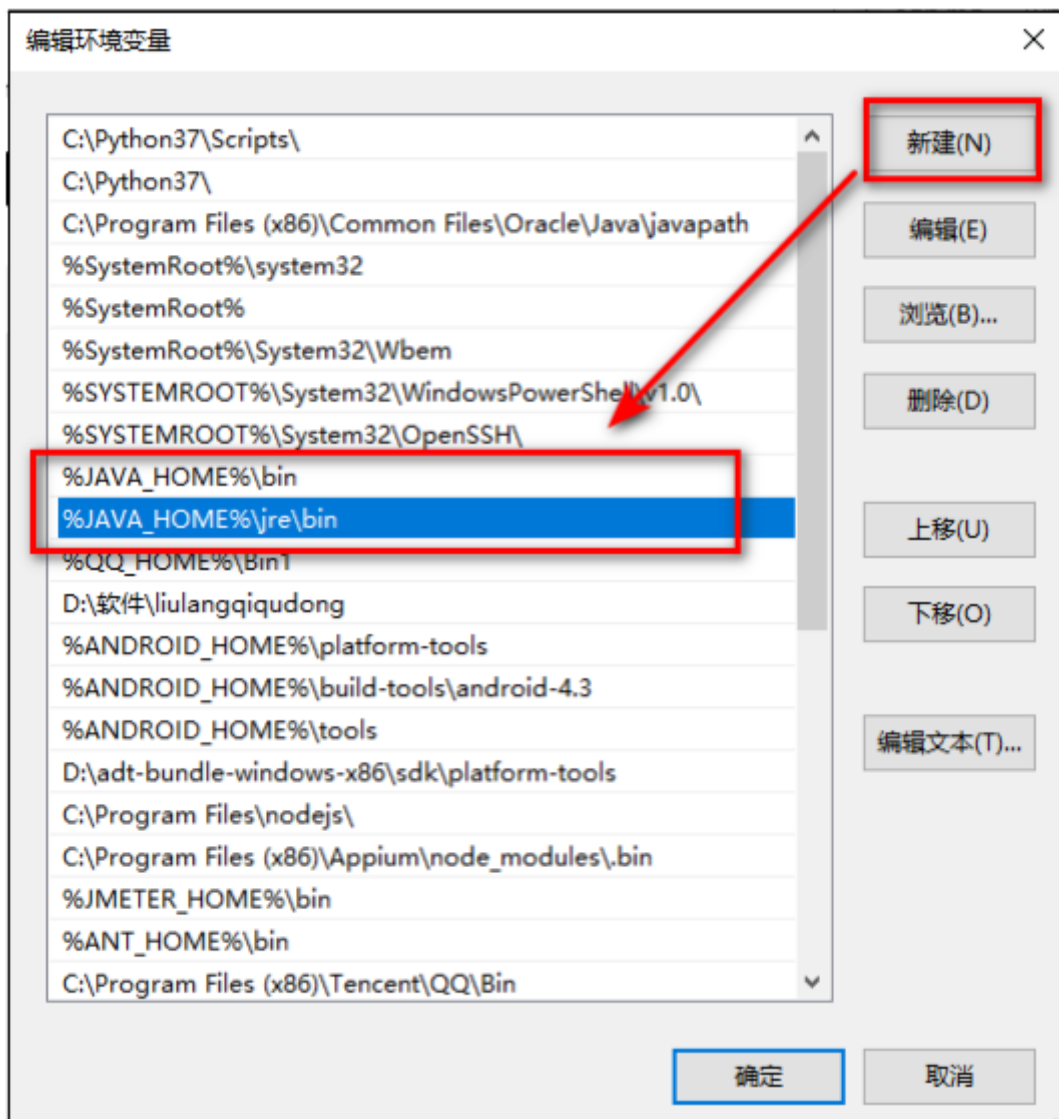 编辑环境变量
C:\Python37\Scripts\
C:\Python37\
C:\Program Files (x86)\Common Files\Oracle\Java\javapath
%SystemRoot%\system32
%SystemRoot%
%SystemRoot%\System32\Wbem
%SYSTEMROOT%\System32\WindowsPowerShell\v1.0\
%SYSTEMROOT%\System32\OpenSSH\
%JAVA_HOME%\bin
%JAVA_HOME%\jre\bin
%QQ_HOME%\Bin1
D:\软件\liulangqiqudong
%ANDROID_HOME%\platform-tools
%ANDROID_HOME%\build-tools\android-4.3
%ANDROID_HOME%\tools
D:\adt-bundle-windows-x86\sdk\platform-tools
C:\Program Files\nodejs\
C:\Program Files (x86)\Appium\node_modules\.bin
%JMETER_HOME%\bin
%ANT_HOME%\bin
C:\Program Files (x86)\Tencent\QQ\Bin
新建(N)
编辑(E)
浏览(B)...
删除(D)
上移(U)
下移(O)
编辑文本(T)...
确定
取消